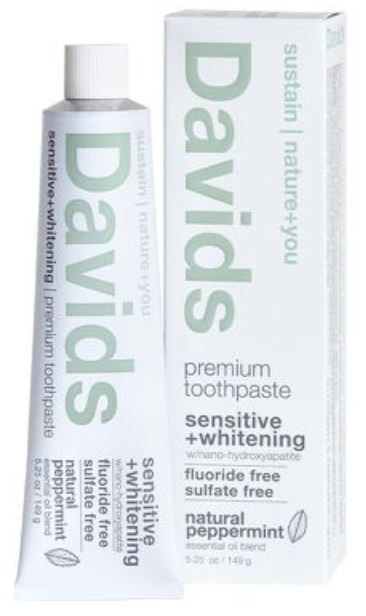 Davids
sustain | nature+you
sensitive+whitening | premium toothpaste
sensitive
+whitening
w/nano-hydroxyapatite
fluoride free
sulfate free
natural
peppermint
essential oil blend
5.25 oz / 149 g
Davids
sustain | nature+you
premium
toothpaste
sensitive
+whitening
w/nano-hydroxyapatite
fluoride free
sulfate free
natural
peppermint
essential oil blend
5.25 oz / 149 g
Davids